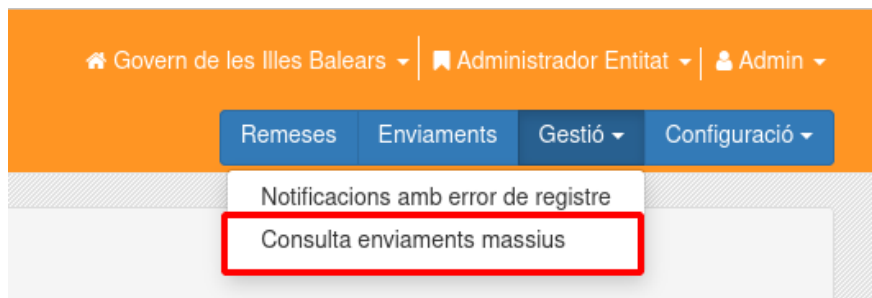 Govern de les Illes Balears Administrador Entitat Admin
Remeses Enviaments Gestió Configuració
Notificacions amb error de registre
Consulta enviaments massius